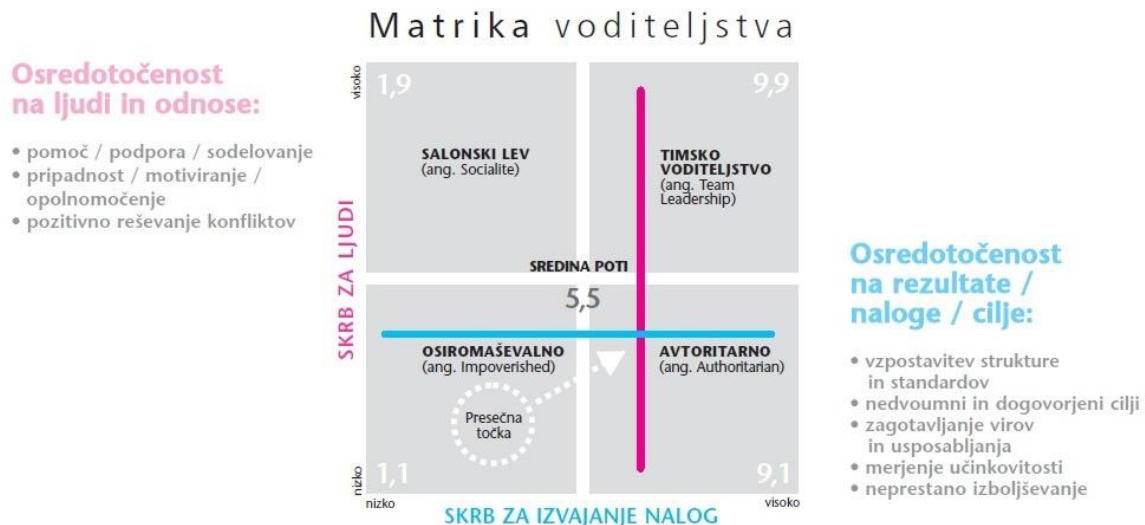 Matrika voditeljstva
Osredotočenost
na ljudi in odnose:
• pomoč / podpora / sodelovanje
• pripadnost / motiviranje /
opolnomočenje
• pozitivno reševanje konfliktov
visoko
1,9
9,9
SALONSKI LEV
(ang. Socialite)
TIMSKO
VODITELJSTVO
(ang. Team
Leadership)
SKRB ZA LJUDI
SREDINA POTI
5,5
OSIROMAŠEVALNO
(ang. Impoverished)
AVTORITARNO
(ang. Authoritarian)
Presečna
točka
nizko
1,1
9,1
nizko
visoko
SKRB ZA IZVAJANJE NALOG
Osredotočenost
na rezultate /
naloge / cilje:
• vzpostavitev strukture
in standardov
• nedvoumni in dogovorjeni cilji
• zagotavljanje virov
in usposabljanja
• merjenje učinkovitosti
• neprestano izboljševanje